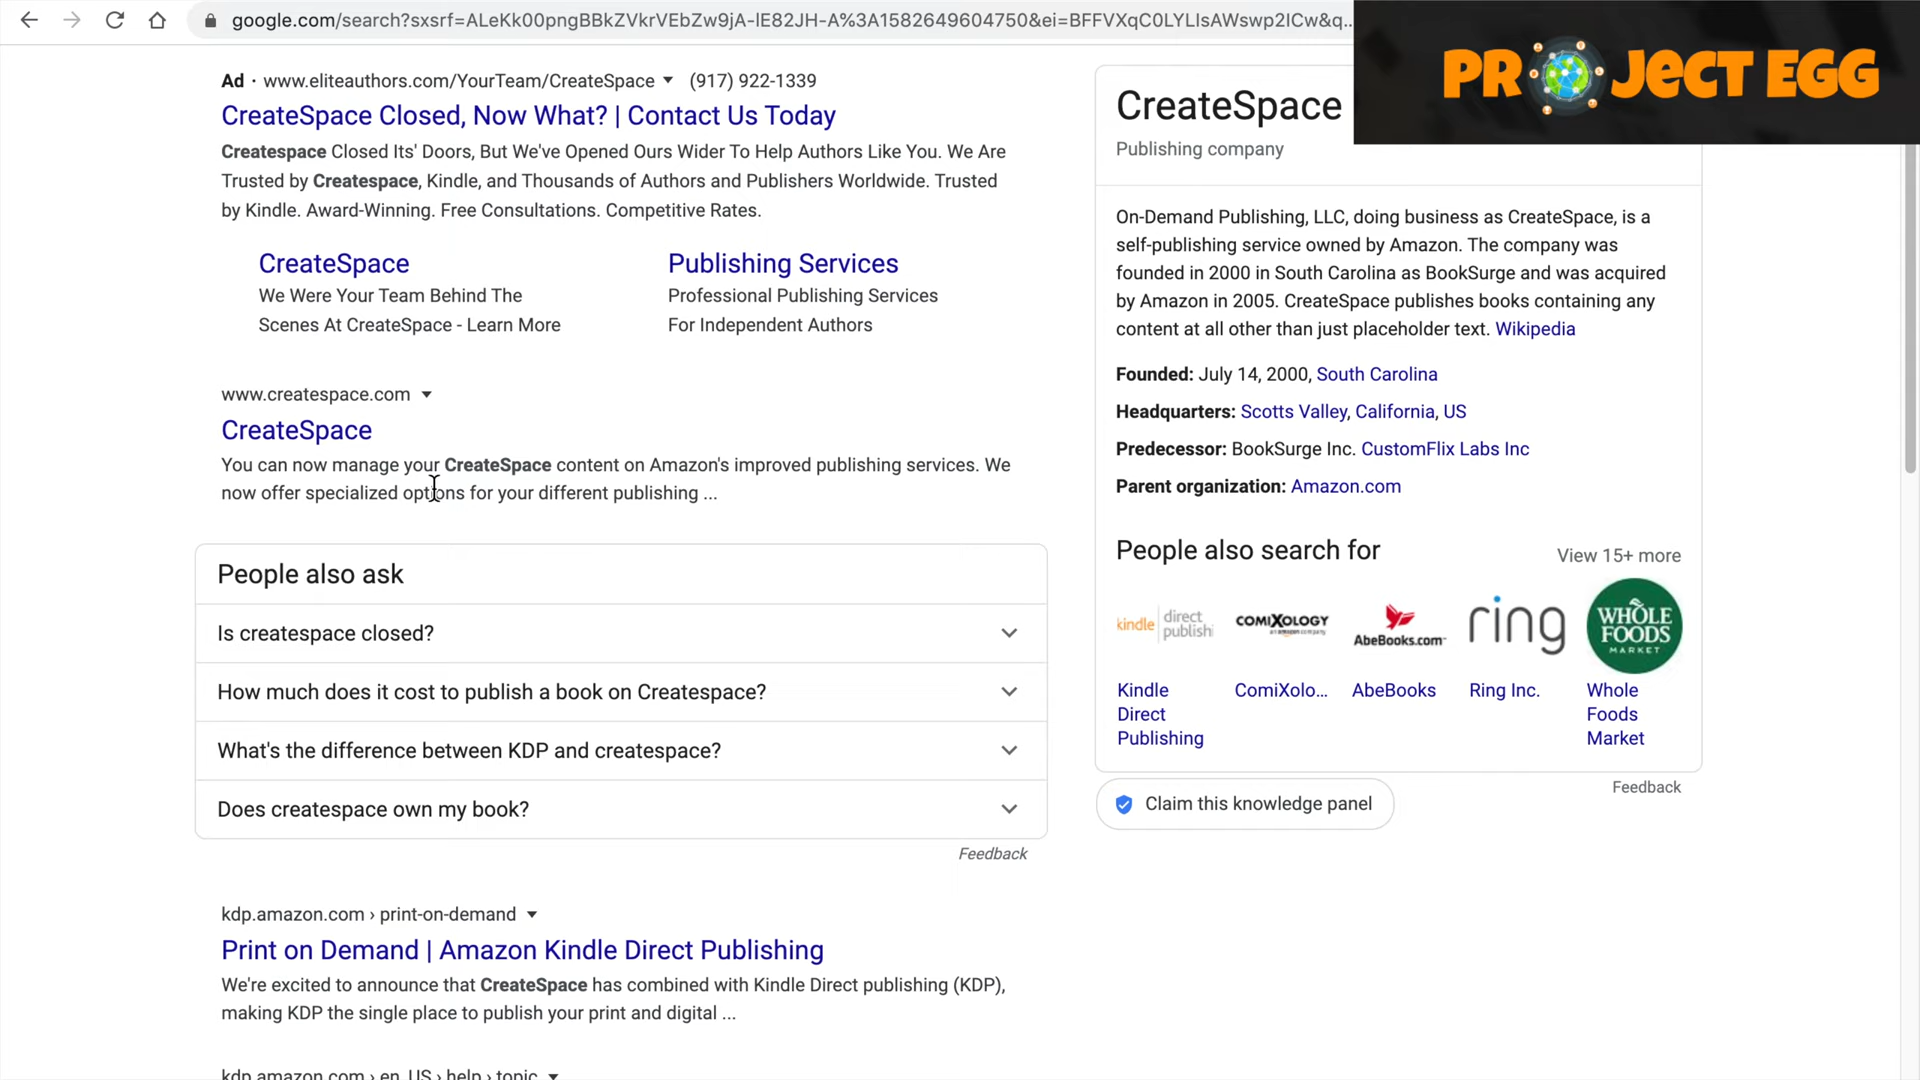 google.com/search?sxsrf=ALeKk00pngBBkZVkrVEbZw9jA-lE82JH-A%3A1582649604750&ei=BFFVXqC0LYLIsAWswp2ICw&q...
PROJECT EGG
Ad · www.eliteauthors.com/YourTeam/CreateSpace (917) 922-1339
CreateSpace Closed, Now What? | Contact Us Today
Createspace Closed Its' Doors, But We've Opened Ours Wider To Help Authors Like You. We Are
Trusted by Createspace, Kindle, and Thousands of Authors and Publishers Worldwide. Trusted
by Kindle. Award-Winning. Free Consultations. Competitive Rates.
CreateSpace
We Were Your Team Behind The
Scenes At CreateSpace - Learn More
Publishing Services
Professional Publishing Services
For Independent Authors
www.createspace.com
CreateSpace
You can now manage your CreateSpace content on Amazon's improved publishing services. We
now offer specialized options for your different publishing ...
People also ask
Is createspace closed?
How much does it cost to publish a book on Createspace?
What's the difference between KDP and createspace?
Does createspace own my book?
Feedback
kdp.amazon.com › print-on-demand
Print on Demand | Amazon Kindle Direct Publishing
We're excited to announce that CreateSpace has combined with Kindle Direct publishing (KDP),
making KDP the single place to publish your print and digital ...
kdp.amazon.com › en_US › help › topic
CreateSpace
Publishing company
On-Demand Publishing, LLC, doing business as CreateSpace, is a
self-publishing service owned by Amazon. The company was
founded in 2000 in South Carolina as BookSurge and was acquired
by Amazon in 2005. CreateSpace publishes books containing any
content at all other than just placeholder text. Wikipedia
Founded: July 14, 2000, South Carolina
Headquarters: Scotts Valley, California, US
Predecessor: BookSurge Inc. CustomFlix Labs Inc
Parent organization: Amazon.com
People also search for
View 15+ more
kindle direct publish
COMIXOLOGY
an amazon company
AbeBooks.com
ring
WHOLE
FOODS
MARKET
Kindle
Direct
Publishing
ComiXolo...
AbeBooks
Ring Inc.
Whole
Foods
Market
Feedback
Claim this knowledge panel